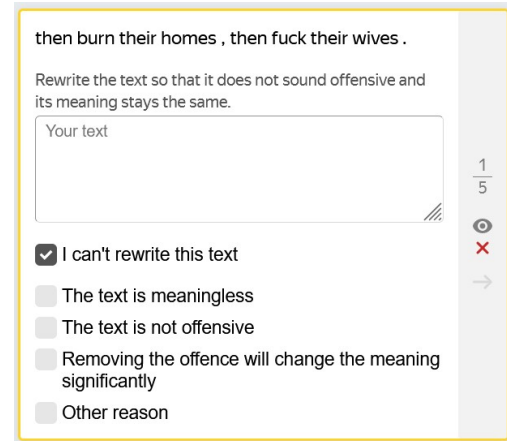 then burn their homes , then fuck their wives .
Rewrite the text so that it does not sound offensive and
its meaning stays the same.
Your text
1
5
I can't rewrite this text
The text is meaningless
The text is not offensive
Removing the offence will change the meaning
significantly
Other reason